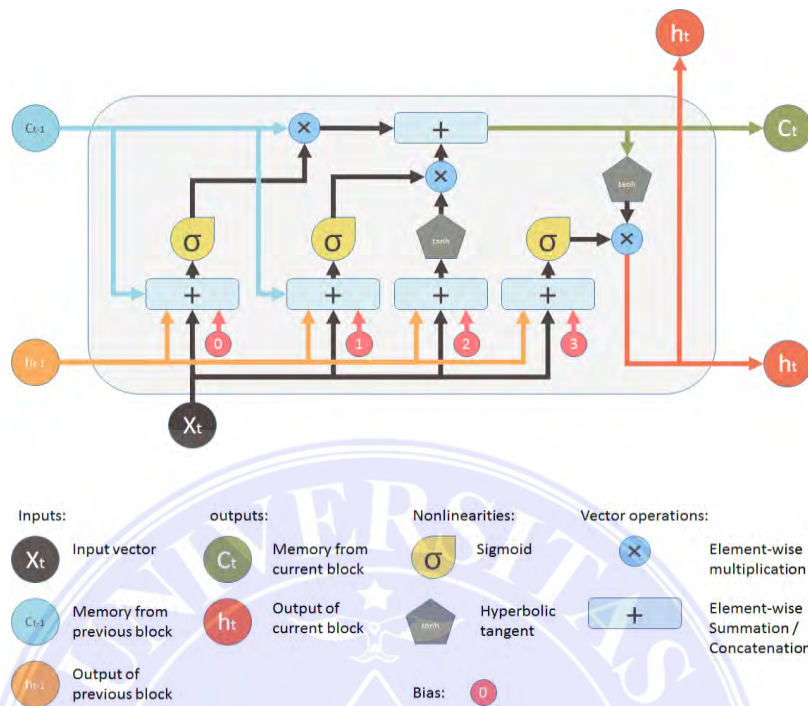 ht
Ct-1
×
+
Ct
tanh
×
σ
σ
tanh
σ
×
+
+
+
+
0
1
2
3
ht-1
ht
Xt
Inputs:
outputs:
Nonlinearities:
Vector operations:
Xt
Input vector
Ct
Memory from
current block
σ
Sigmoid
×
Element-wise
multiplication
Ct-1
Memory from
previous block
ht
Output of
current block
tanh
Hyperbolic
tangent
+
Element-wise
Summation /
Concatenation
ht-1
Output of
previous block
Bias:
0
UNIVERSITAS